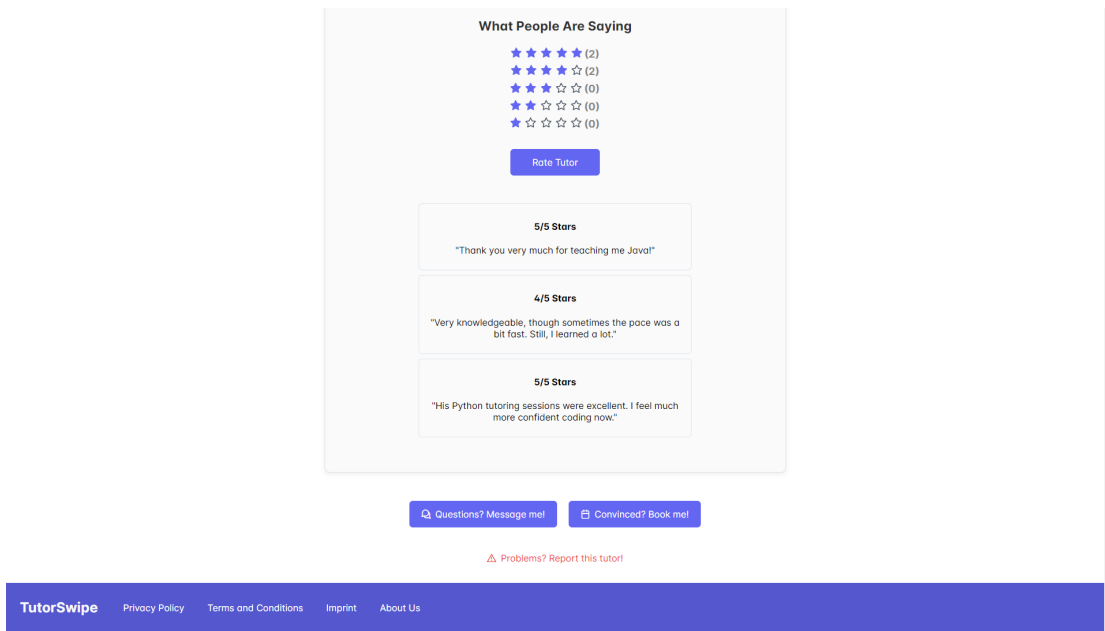 What People Are Saying
(2)
(2)
(0)
(0)
(0)
Rate Tutor
5/5 Stars
"Thank you very much for teaching me Java!"
4/5 Stars
"Very knowledgeable, though sometimes the pace was a
bit fast. Still, I learned a lot."
5/5 Stars
"His Python tutoring sessions were excellent. I feel much
more confident coding now."
Questions? Message me! Convinced? Book me!
Problems? Report this tutor!
TutorSwipe Privacy Policy Terms and Conditions Imprint About Us